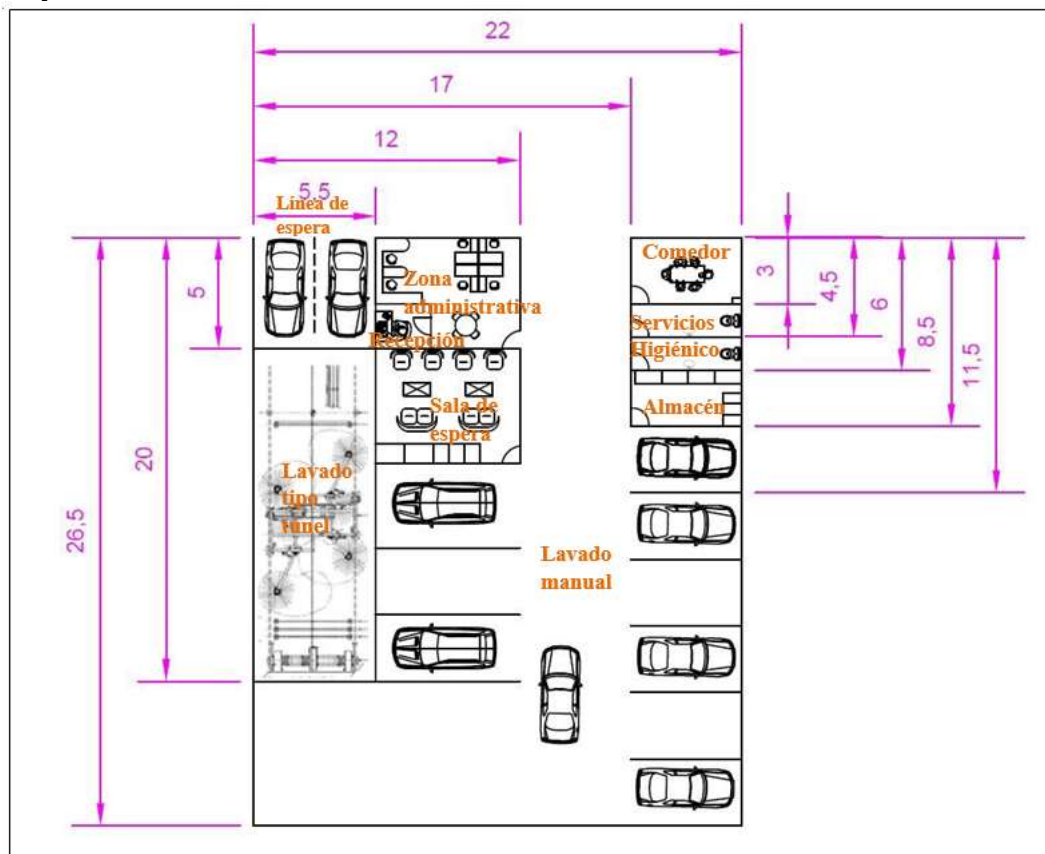 22
17
12
5,5
Línea de
espera
Comedor
5
3
4,5
6
8,5
11,5
Zona
administrativa
Recepción
Servicios
Higiénico
Almacén
Sala de
espera
20
26,5
Lavado
tipo
túnel
Lavado
manual